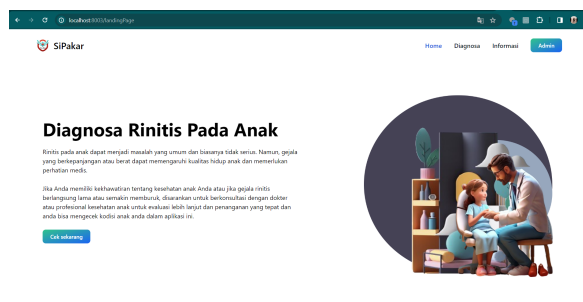 localhost:8003/landingPage
SiPakar
Home Diagnosa Informasi Admin
Diagnosa Rinitis Pada Anak
Rinitis pada anak dapat menjadi masalah yang umum dan biasanya tidak serius. Namun, gejala
yang berkepanjangan atau berat dapat memengaruhi kualitas hidup anak dan memerlukan
perhatian medis.
Jika Anda memiliki kekhawatiran tentang kesehatan anak Anda atau jika gejala rinitis
berlangsung lama atau semakin memburuk, disarankan untuk berkonsultasi dengan dokter
atau profesional kesehatan anak untuk evaluasi lebih lanjut dan penanganan yang tepat dan
anda bisa mengecek kodisi anak anda dalam aplikasi ini.
Cek sekarang